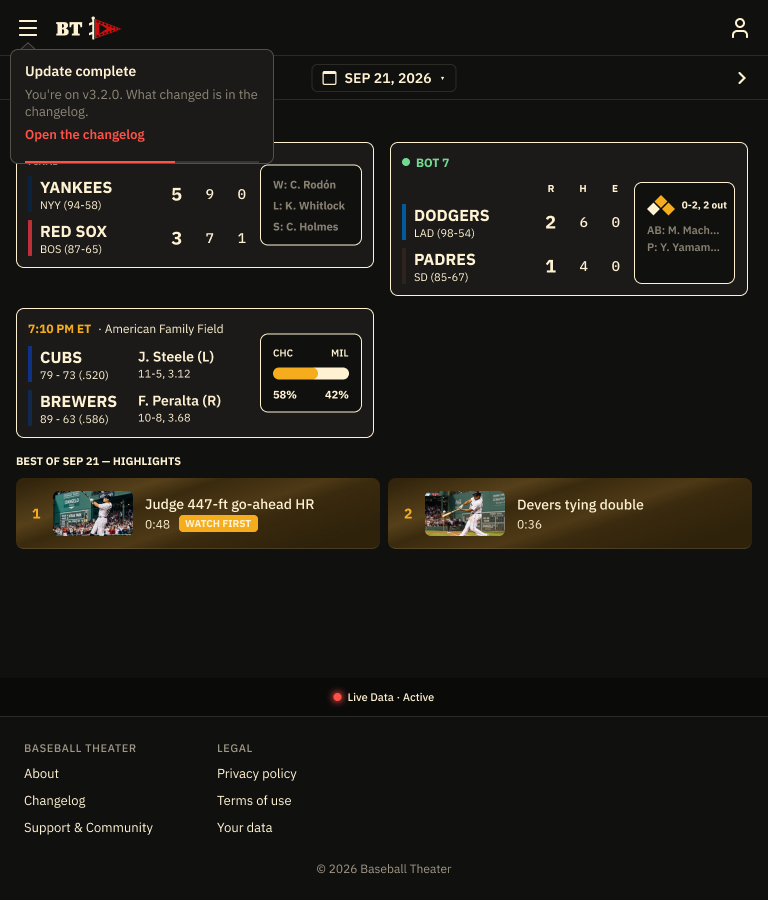 BT
Update complete
You're on v3.2.0. What changed is in the
changelog.
Open the changelog
SEP 21, 2026
YANKEES 5 9 0
NYY (94-58)
RED SOX 3 7 1
BOS (87-65)
W: C. Rodón
L: K. Whitlock
S: C. Holmes
BOT 7
R H E
DODGERS 2 6 0
LAD (98-54)
PADRES 1 4 0
SD (85-67)
0-2, 2 out
AB: M. Mach...
P: Y. Yamam...
7:10 PM ET · American Family Field
CUBS J. Steele (L)
79 - 73 (.520) 11-5, 3.12
BREWERS F. Peralta (R)
89 - 63 (.586) 10-8, 3.68
CHC MIL
58% 42%
BEST OF SEP 21 — HIGHLIGHTS
1 Judge 447-ft go-ahead HR
0:48 WATCH FIRST
2 Devers tying double
0:36
Live Data · Active
BASEBALL THEATER
About
Changelog
Support & Community
LEGAL
Privacy policy
Terms of use
Your data
© 2026 Baseball Theater